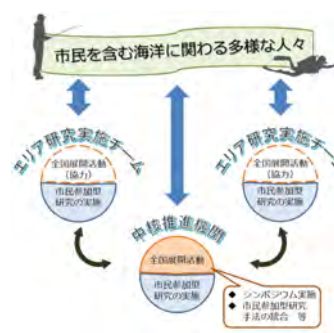 市民を含む海洋に関わる多様な人々
エリア研究実施チーム
全国展開活動
(協力)
市民参加型
研究の実施
エリア研究実施チーム
全国展開活動
(協力)
市民参加型
研究の実施
中核推進機関
全国展開活動
市民参加型
研究の実施
◆ シンポジウム実施
◆ 市民参加型研究
手法の統合 等